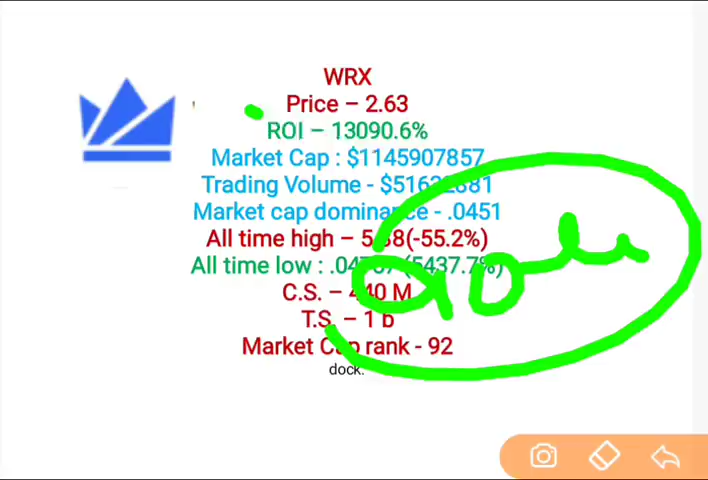 WRX
Price – 2.63
ROI – 13090.6%
Market Cap : $1145907857
Trading Volume -
Market cap dominance - .0451
All time high – (-55.2%)
All time low :
C.S. – 440 M
T.S. – 1 b
Market Cap rank - 92
dock.